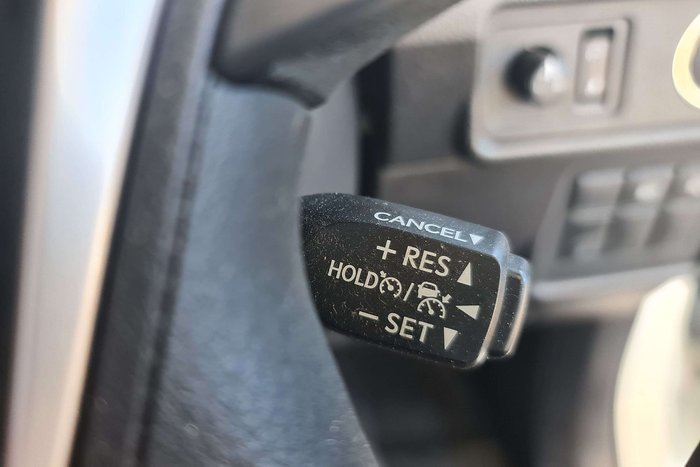 CANCEL▼
+ RES ▲
HOLD /
- SET ▼